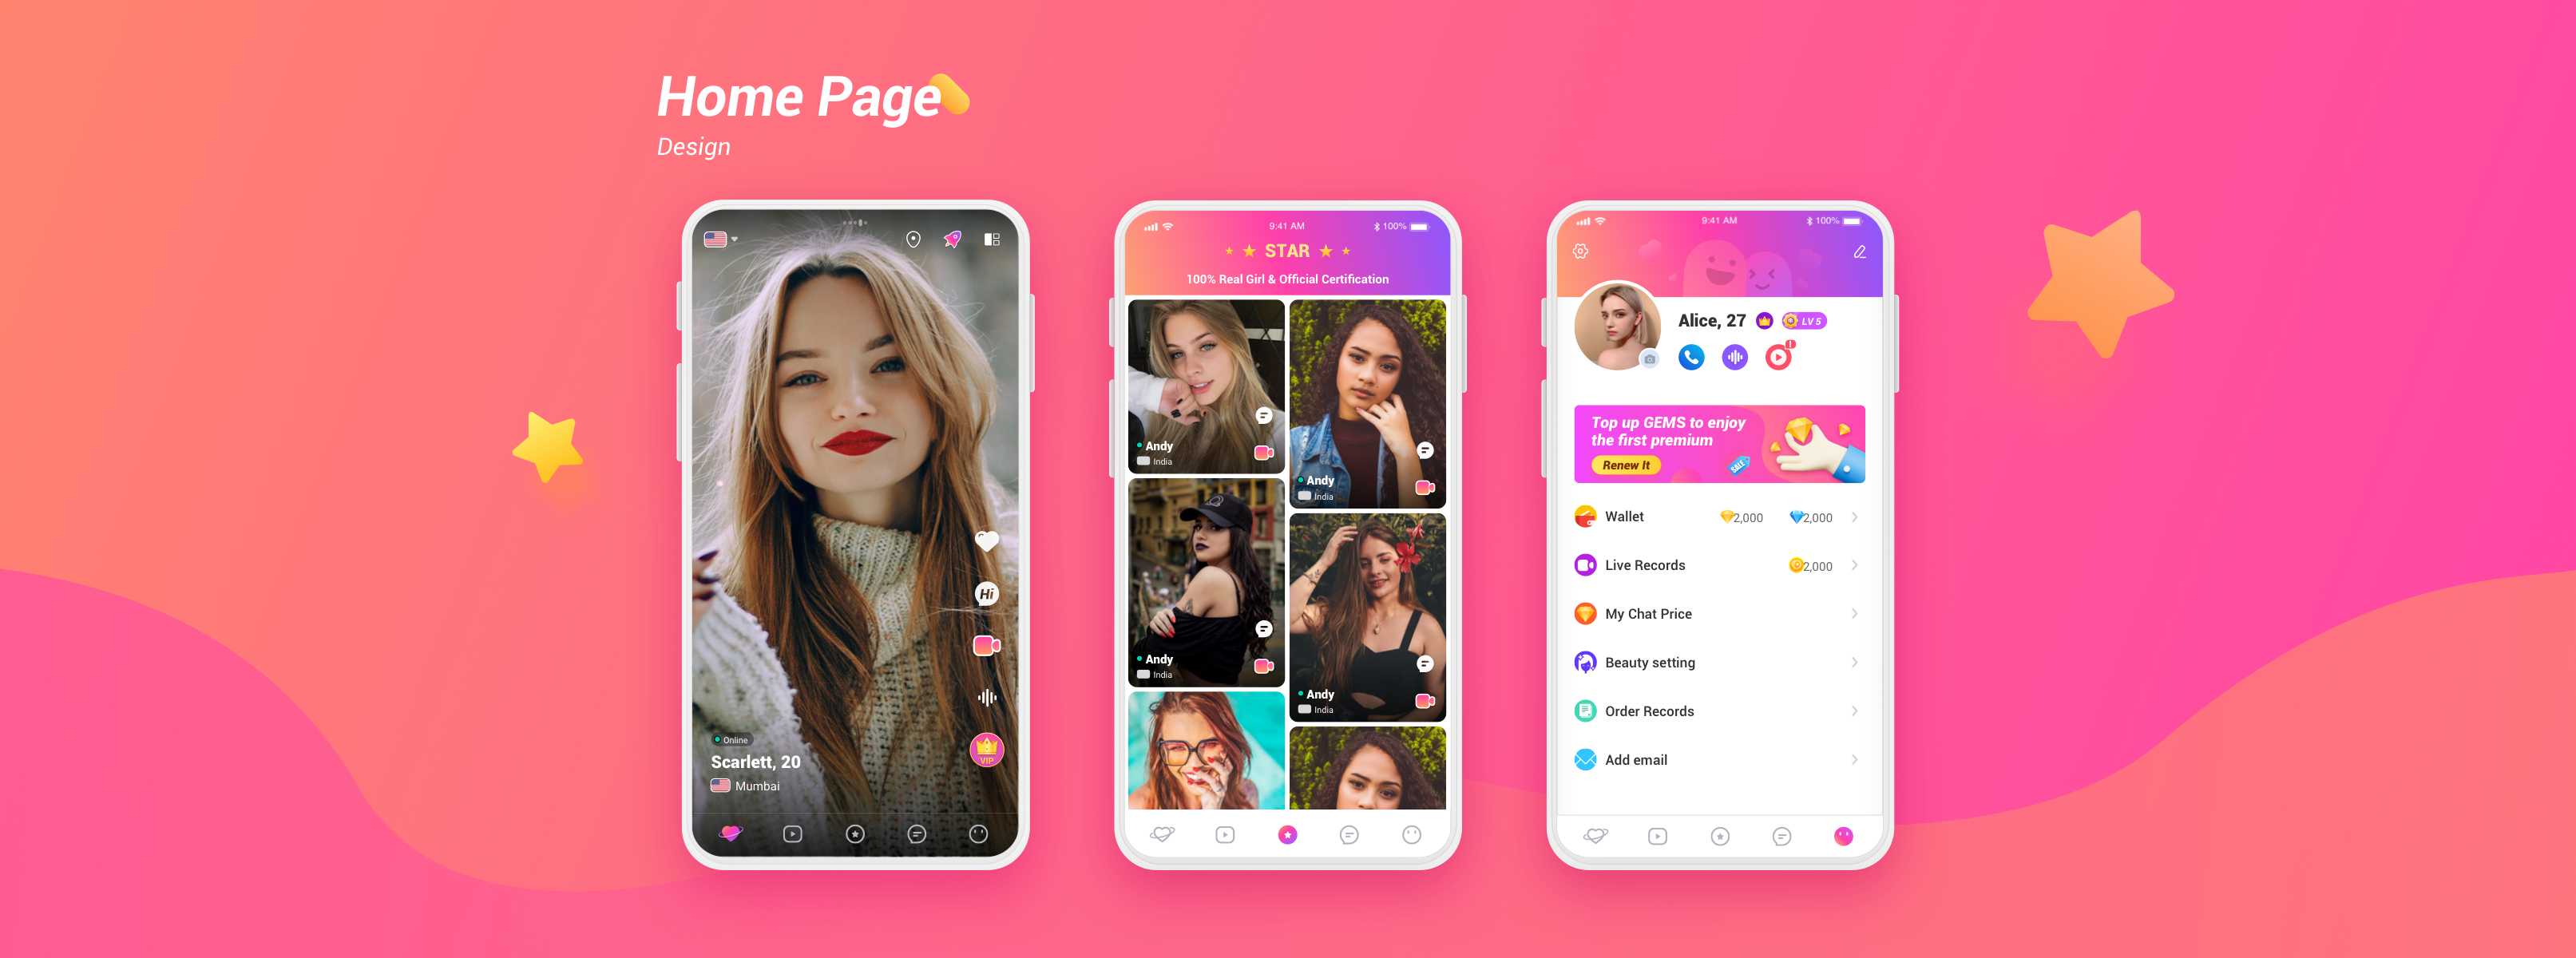 Home Page
Design
Hi
VIP
Online
Scarlett, 20
Mumbai
9:41 AM
100%
STAR
100% Real Girl & Official Certification
Andy
India
Andy
India
Andy
India
Andy
India
9:41 AM
100%
Alice, 27
LV 5
Top up GEMS to enjoy
the first premium
Renew It
SALE
Wallet 2,000 2,000
Live Records 2,000
My Chat Price
Beauty setting
Order Records
Add email